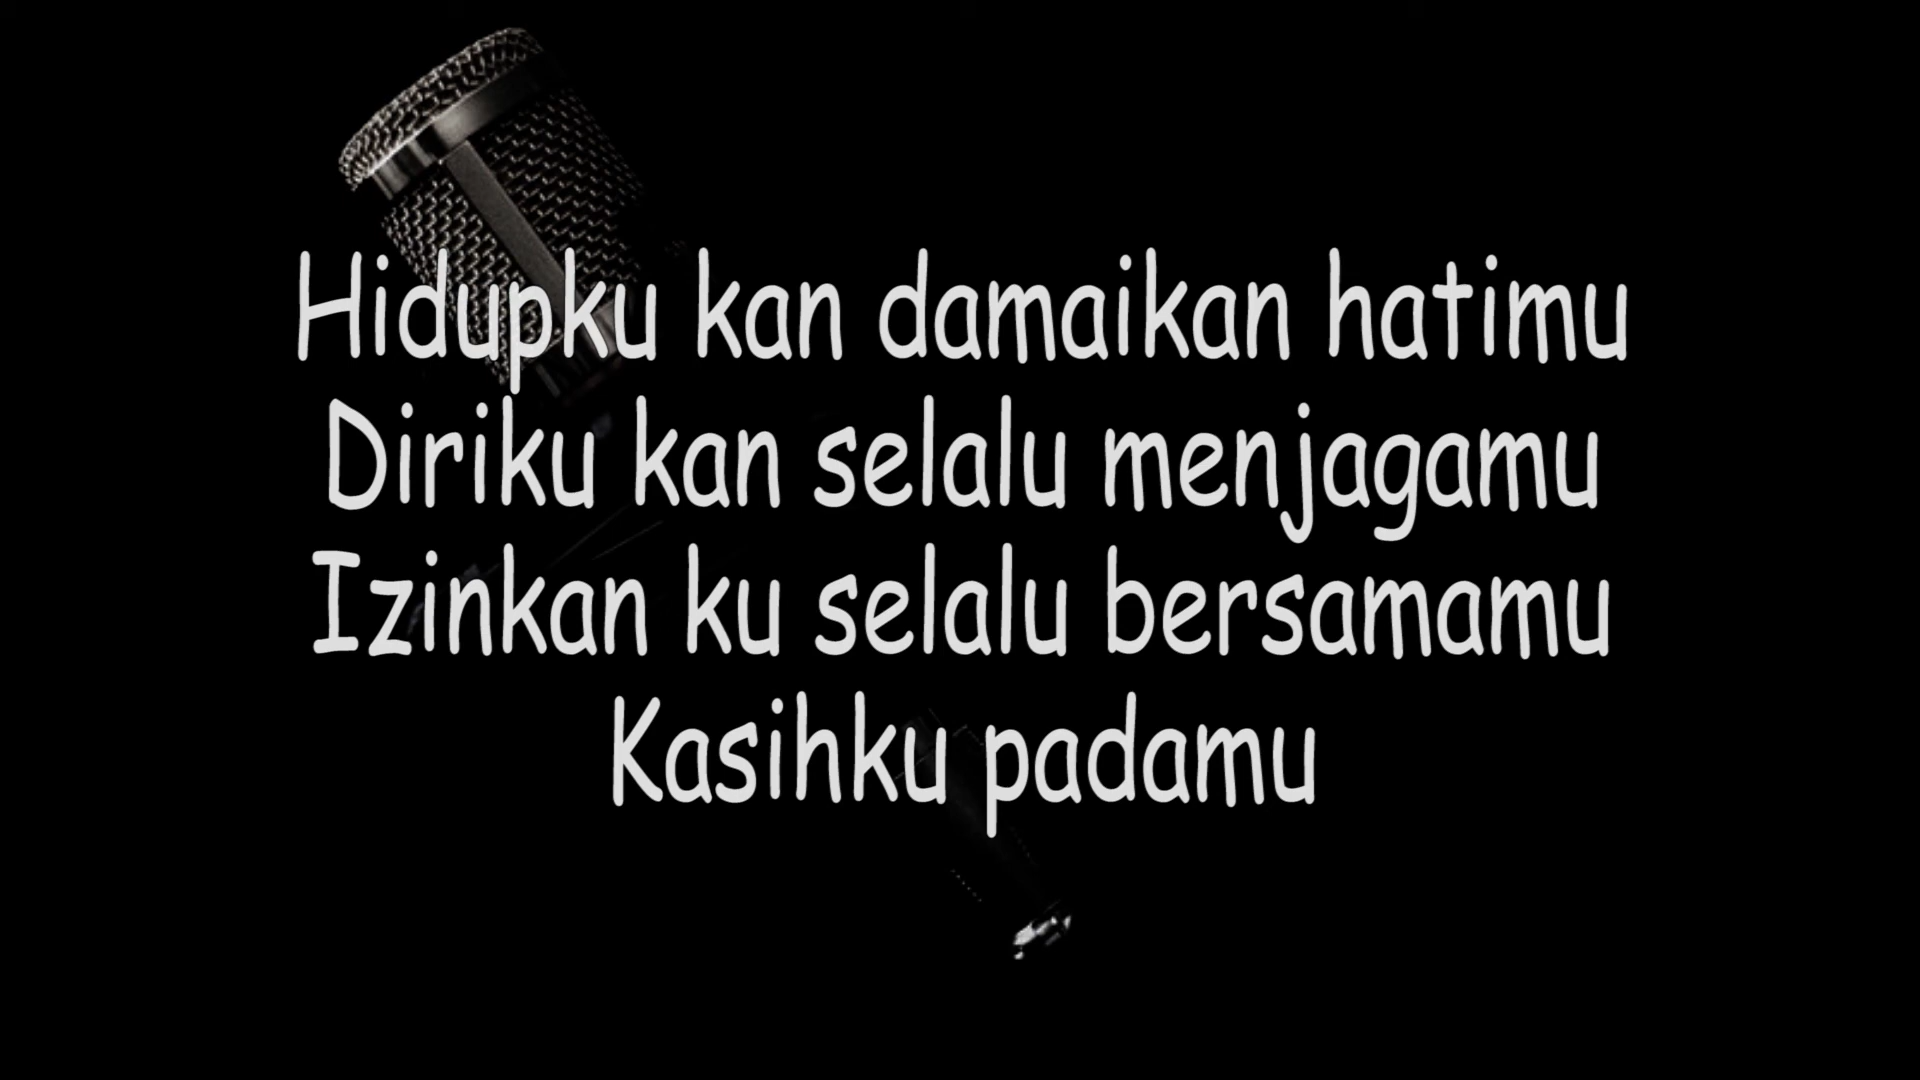 Hidupku kan damaikan hatimu
Diriku kan selalu menjagamu
Izinkan ku selalu bersamamu
Kasihku padamu